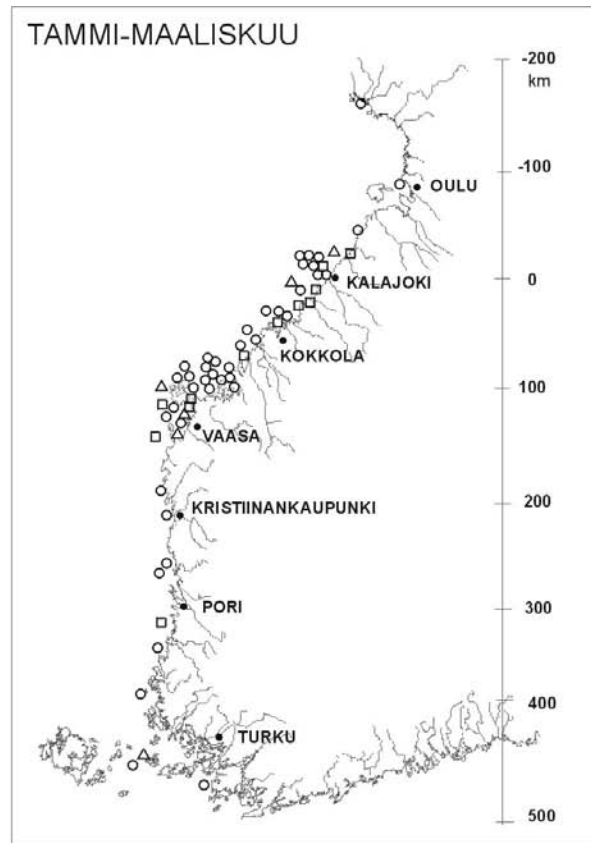 TAMMI-MAALISKUU
-200
km
-100
OULU
0
KALAJOKI
KOKKOLA
100
VAASA
200
KRISTIINANKAUPUNKI
300
PORI
400
TURKU
500